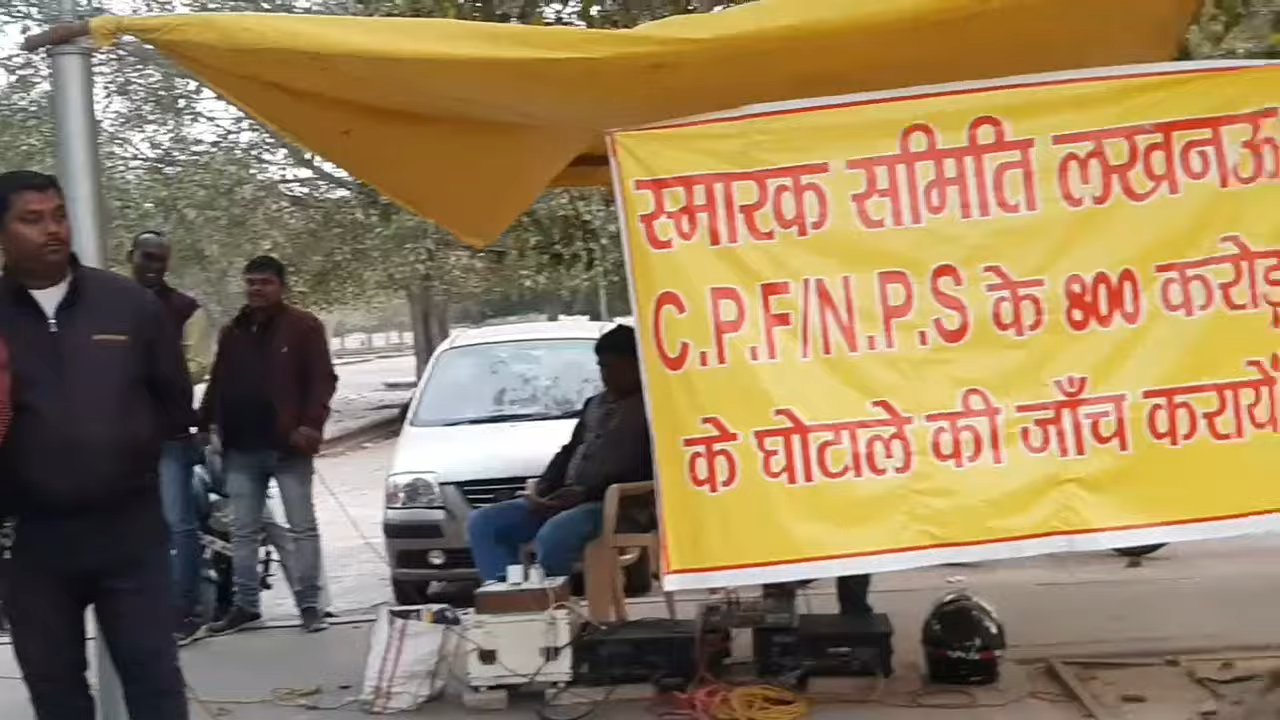 स्मारक समिति लखनऊ
C.P.F/N.P.S के 800 करोड़
के घोटाले की जाँच करायें